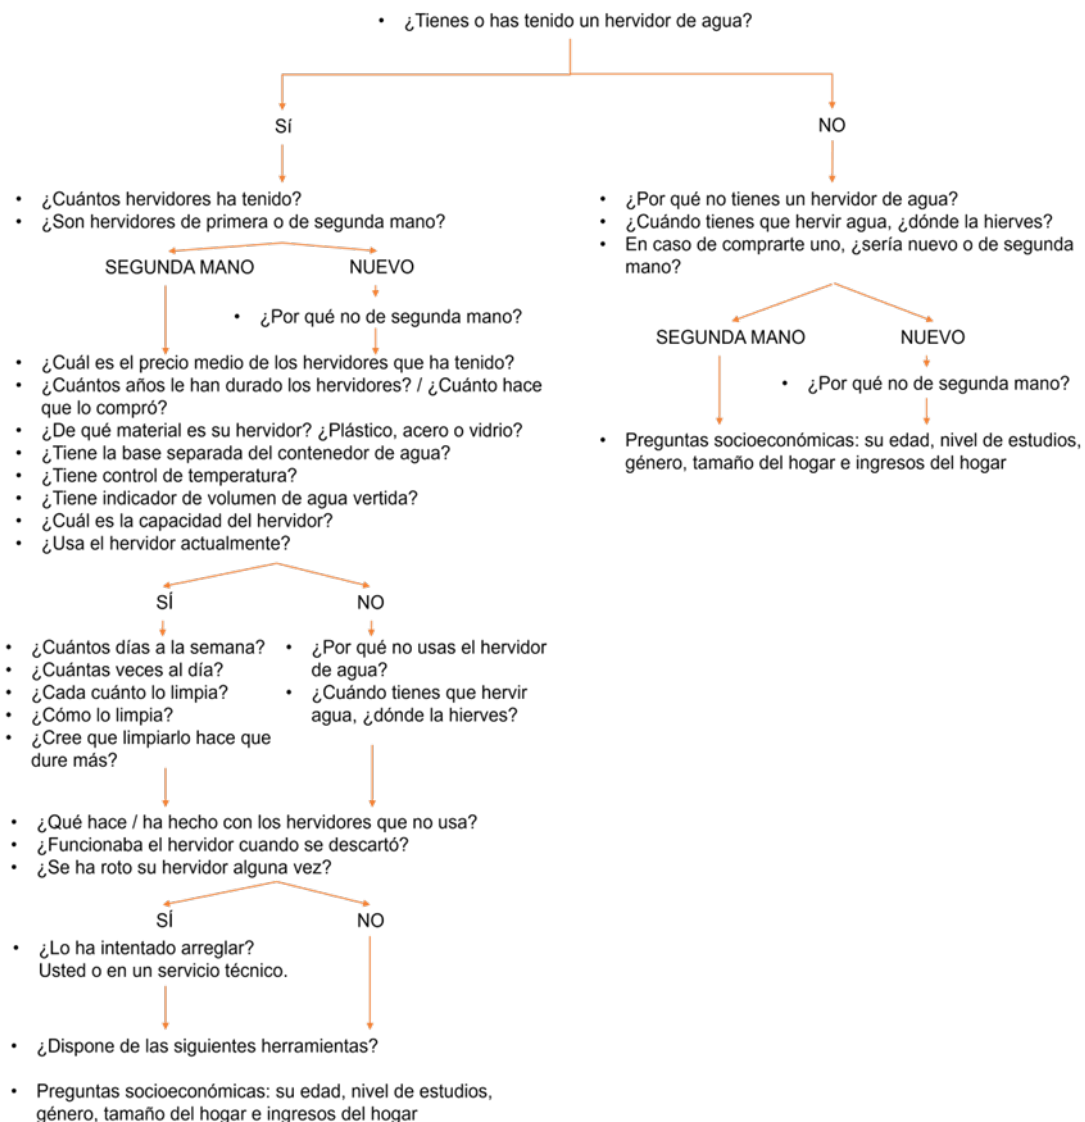 • ¿Tienes o has tenido un hervidor de agua?
Sí
• ¿Cuántos hervidores ha tenido?
• ¿Son hervidores de primera o de segunda mano?
SEGUNDA MANO
NUEVO
• ¿Por qué no de segunda mano?
• ¿Cuál es el precio medio de los hervidores que ha tenido?
• ¿Cuántos años le han durado los hervidores? / ¿Cuánto hace
que lo compró?
• ¿De qué material es su hervidor? ¿Plástico, acero o vidrio?
• ¿Tiene la base separada del contenedor de agua?
• ¿Tiene control de temperatura?
• ¿Tiene indicador de volumen de agua vertida?
• ¿Cuál es la capacidad del hervidor?
• ¿Usa el hervidor actualmente?
SÍ
• ¿Cuántos días a la semana?
• ¿Cuántas veces al día?
• ¿Cada cuánto lo limpia?
• ¿Cómo lo limpia?
• ¿Cree que limpiarlo hace que
dure más?
NO
• ¿Por qué no usas el hervidor
de agua?
• ¿Cuándo tienes que hervir
agua, ¿dónde la hierves?
• ¿Qué hace / ha hecho con los hervidores que no usa?
• ¿Funcionaba el hervidor cuando se descartó?
• ¿Se ha roto su hervidor alguna vez?
SÍ
• ¿Lo ha intentado arreglar?
Usted o en un servicio técnico.
NO
• ¿Dispone de las siguientes herramientas?
• Preguntas socioeconómicas: su edad, nivel de estudios,
género, tamaño del hogar e ingresos del hogar
NO
• ¿Por qué no tienes un hervidor de agua?
• ¿Cuándo tienes que hervir agua, ¿dónde la hierves?
• En caso de comprarte uno, ¿sería nuevo o de segunda
mano?
SEGUNDA MANO
NUEVO
• ¿Por qué no de segunda mano?
• Preguntas socioeconómicas: su edad, nivel de estudios,
género, tamaño del hogar e ingresos del hogar